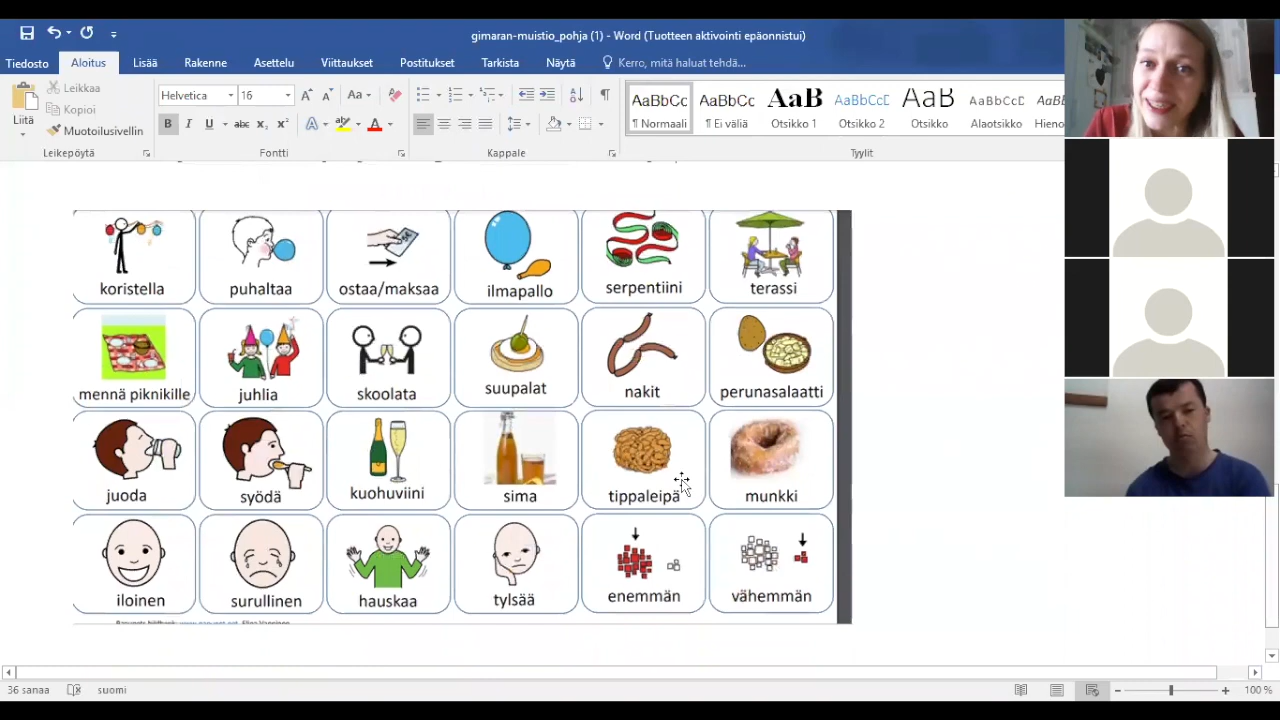 gimaran-muistio_pohja (1) - Word (Tuotteen aktivointi epäonnistui)
Tiedosto Aloitus Lisää Rakenne Asettelu Viittaukset Postitukset Tarkista Näytä Kerro, mitä haluat tehdä...
Liitä
Leikkaa
Kopioi
Muotoilusivellin
Helvetica 16
AaBbCc AaBbCc AaB AaBbCcD AaB AaBbCcD
¶ Normaali ¶ Ei väliä Otsikko 1 Otsikko 2 Otsikko Alaotsikko Hieno
Leikepöytä Fontti Kappale Tyylit
koristella puhaltaa ostaa/maksaa ilmapallo serpentiini terassi
mennä piknikille juhlia skoolata suupalat nakit perunasalaatti
juoda syödä kuohuviini sima tippaleipä munkki
iloinen surullinen hauskaa tylsää enemmän vähemmän
36 sanaa suomi 100 %